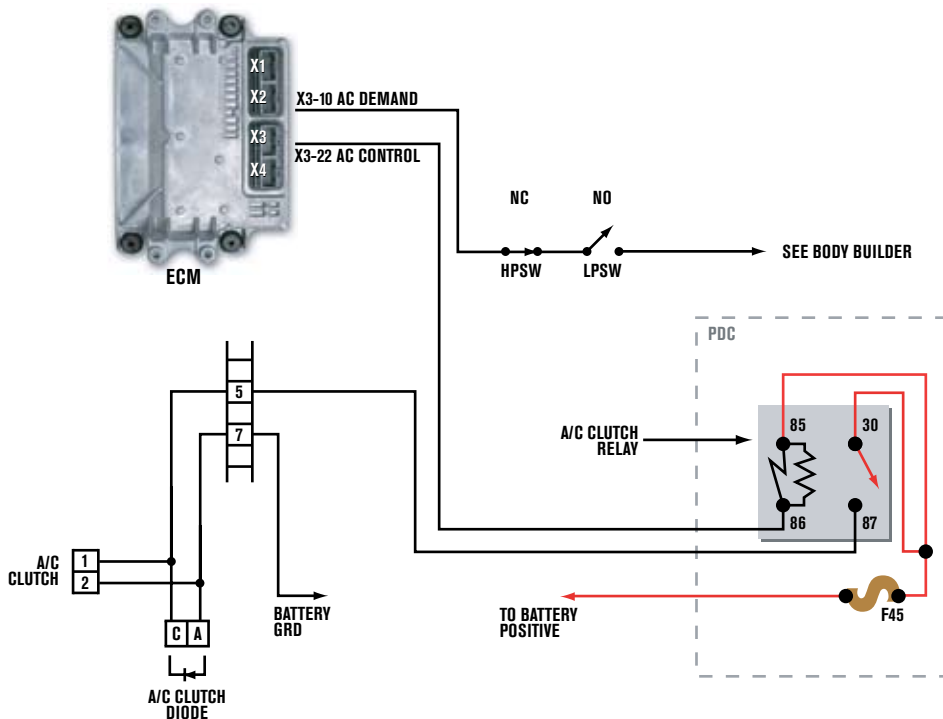 X1
X2
X3
X4
ECM
X3-10 AC DEMAND
X3-22 AC CONTROL
NC
NO
HPSW
LPSW
SEE BODY BUILDER
PDC
A/C CLUTCH
RELAY
85
30
86
87
F45
TO BATTERY
POSITIVE
5
7
A/C
CLUTCH
1
2
BATTERY
GRD
C A
A/C CLUTCH
DIODE